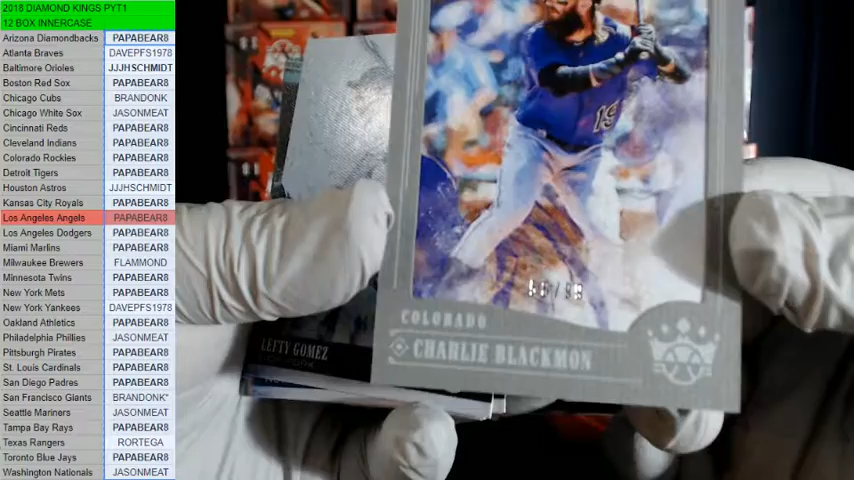 2018 DIAMOND KINGS PYT1
12 BOX INNERCASE
Arizona Diamondbacks PAPABEAR8
Atlanta Braves DAVEPFS1978
Baltimore Orioles JJJHSCHMIDT
Boston Red Sox PAPABEAR8
Chicago Cubs BRANDONK
Chicago White Sox JASONMEAT
Cincinnati Reds PAPABEAR8
Cleveland Indians PAPABEAR8
Colorado Rockies PAPABEAR8
Detroit Tigers PAPABEAR8
Houston Astros JJJHSCHMIDT
Kansas City Royals PAPABEAR8
Los Angeles Angels PAPABEAR8
Los Angeles Dodgers PAPABEAR8
Miami Marlins PAPABEAR8
Milwaukee Brewers FLAMMOND
Minnesota Twins PAPABEAR8
New York Mets PAPABEAR8
New York Yankees DAVEPFS1978
Oakland Athletics PAPABEAR8
Philadelphia Phillies JASONMEAT
Pittsburgh Pirates PAPABEAR8
St. Louis Cardinals PAPABEAR8
San Diego Padres PAPABEAR8
San Francisco Giants BRANDONK*
Seattle Mariners JASONMEAT
Tampa Bay Rays PAPABEAR8
Texas Rangers RORTEGA
Toronto Blue Jays PAPABEAR8
Washington Nationals JASONMEAT
19
COLORADO
CHARLIE BLACKMON
DK
LEFTY GOMEZ